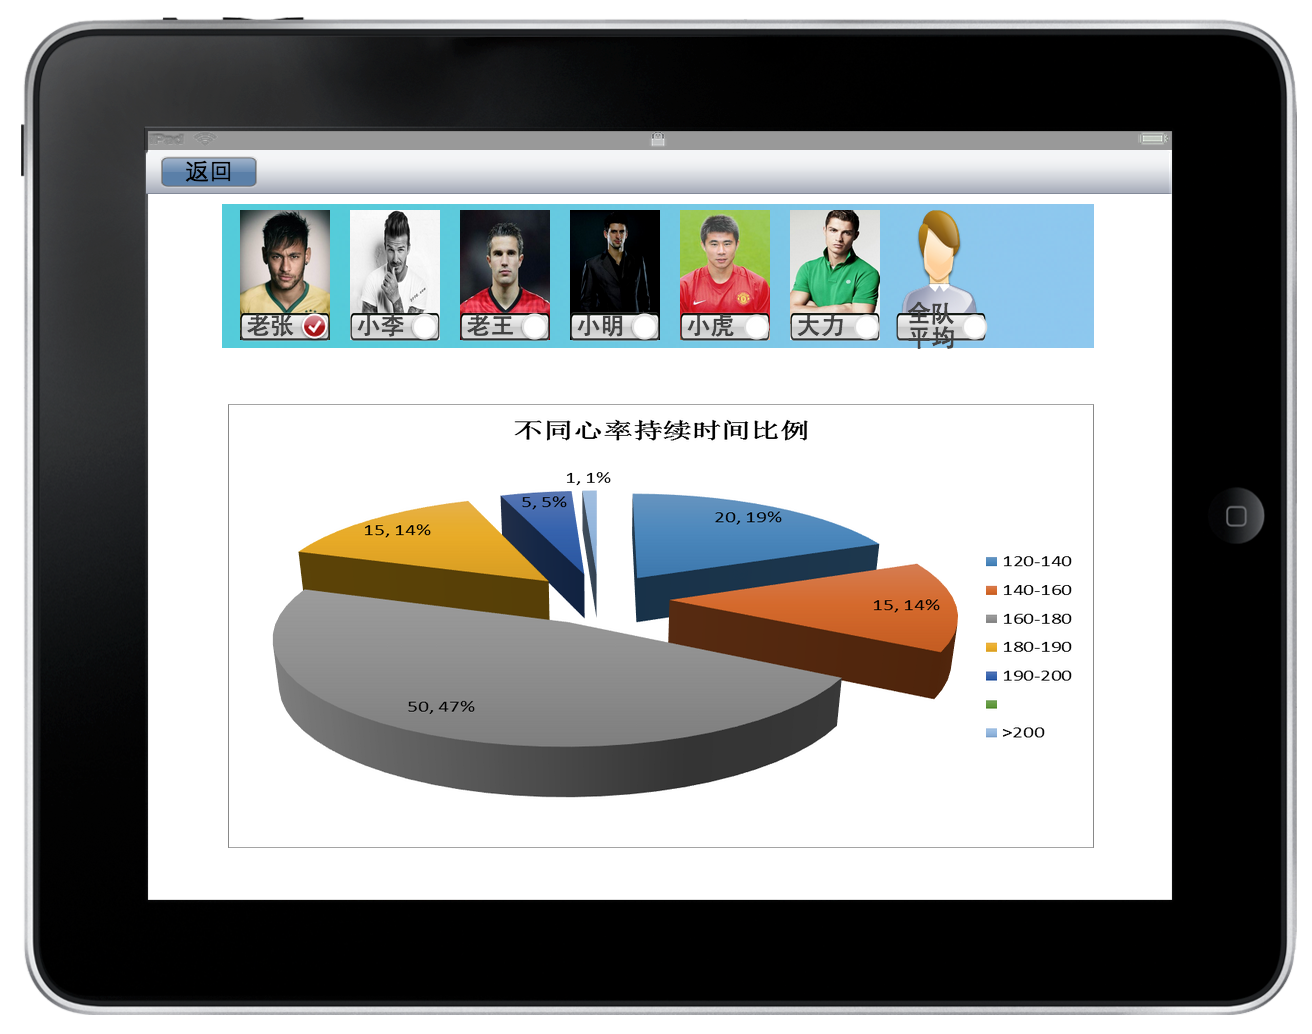 iPad
返回
老张
小李
老王
小明
小虎
大力
全队
平均
不同心率持续时间比例
1, 1%
5, 5%
20, 19%
15, 14%
15, 14%
50, 47%
120-140
140-160
160-180
180-190
190-200
>200